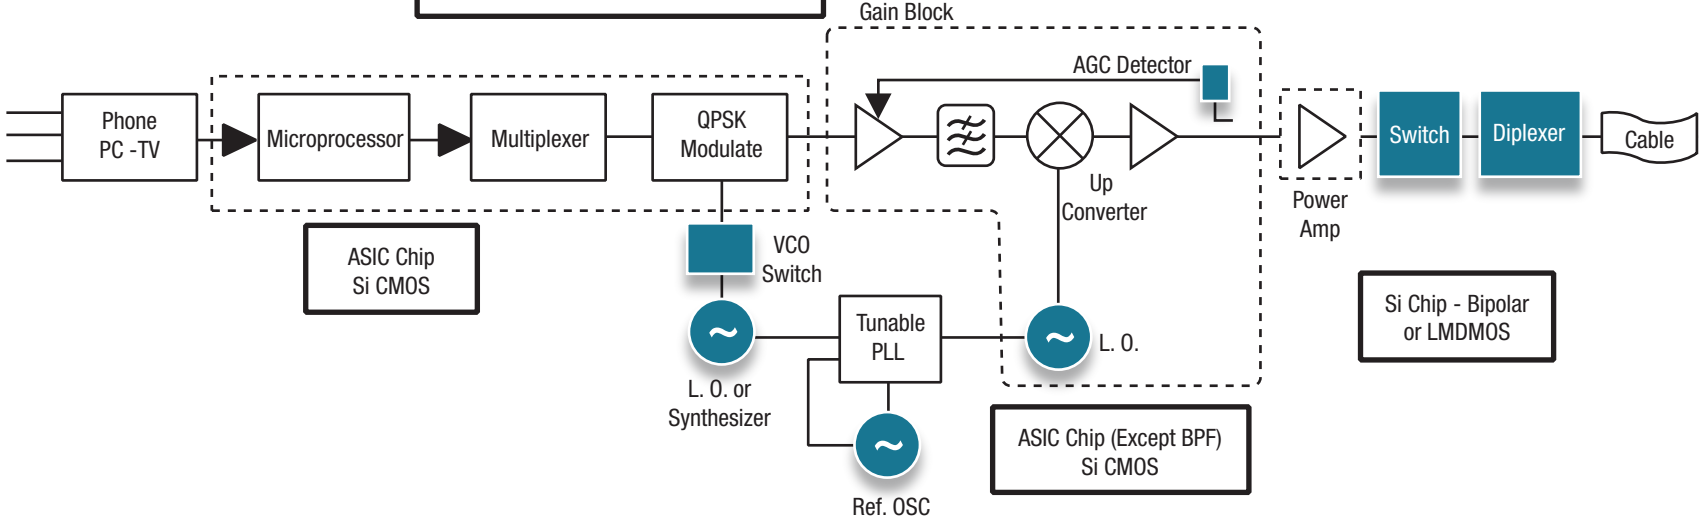 Gain Block
AGC Detector
Phone
PC -TV
Microprocessor
Multiplexer
QPSK
Modulate
Switch
Diplexer
Cable
Up
Converter
Power
Amp
ASIC Chip
Si CMOS
VCO
Switch
Tunable
PLL
L. O.
Si Chip - Bipolar
or LMDMOS
L. O. or
Synthesizer
ASIC Chip (Except BPF)
Si CMOS
Ref. OSC